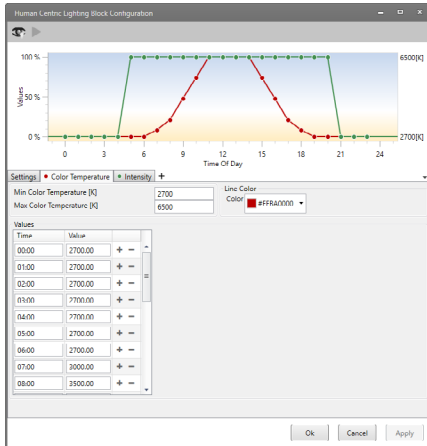 Human Centric Lighting Block Configuration
100 %
6500[K]
Values
50 %
0 %
2700[K]
0 3 6 9 12 15 18 21 24
Time Of Day
Settings Color Temperature Intensity +
Min Color Temperature [K] 2700
Max Color Temperature [K] 6500
Line Color
Color #FFBA0000
Values
Time Value
00:00 2700.00 + −
01:00 2700.00 + −
02:00 2700.00 + −
03:00 2700.00 + −
04:00 2700.00 + −
05:00 2700.00 + −
06:00 2700.00 + −
07:00 3000.00 + −
08:00 3500.00 + −
Ok Cancel Apply